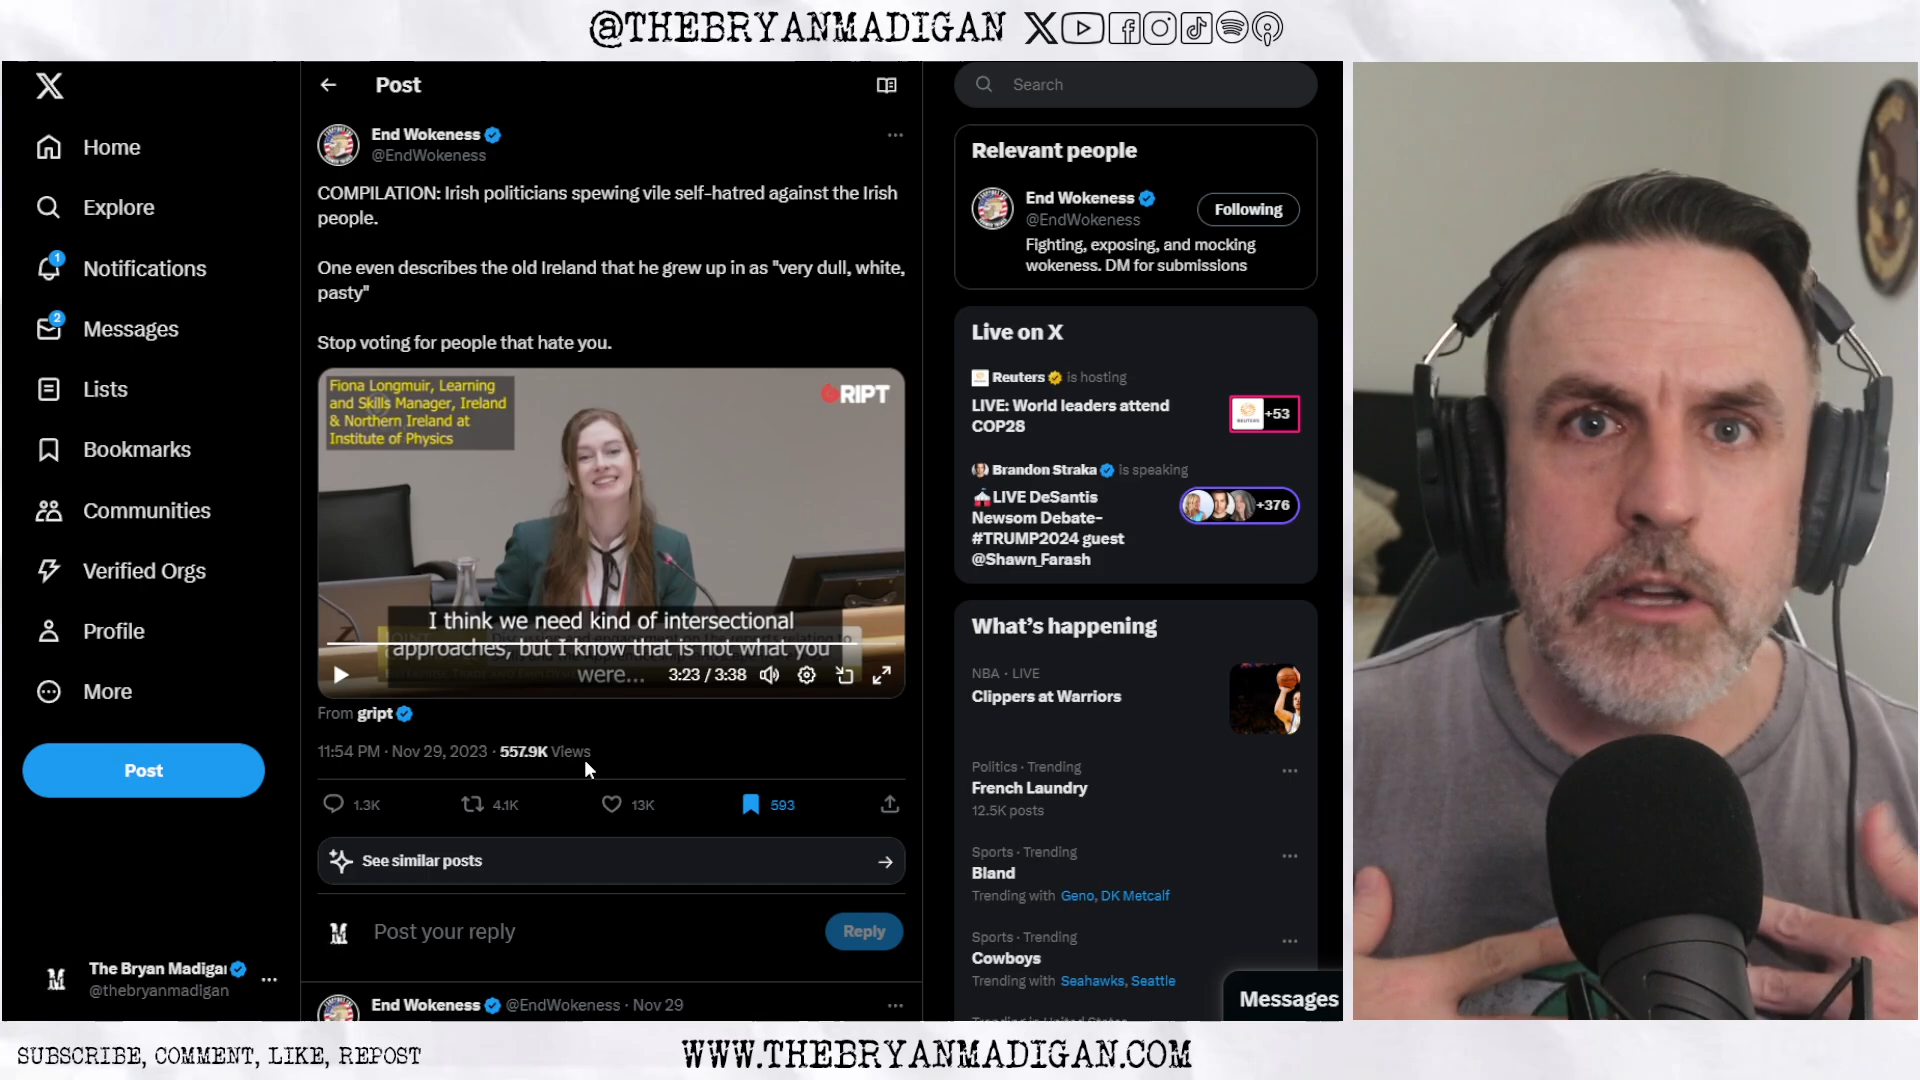 @THEBRYANMADIGAN
Home
Explore
1
Notifications
2
Messages
Lists
Bookmarks
Communities
Verified Orgs
Profile
More
Post
The Bryan Madiga
@thebryanmadigan
Post
End Wokeness
@EndWokeness
COMPILATION: Irish politicians spewing vile self-hatred against the Irish
people.
One even describes the old Ireland that he grew up in as "very dull, white,
pasty"
Stop voting for people that hate you.
Fiona Longmuir, Learning
and Skills Manager, Ireland
& Northern Ireland at
Institute of Physics
GRIPT
I think we need kind of intersectional
approaches, but I know that is not what you
were...
3:23 / 3:38
From gript
11:54 PM · Nov 29, 2023 · 557.9K Views
1.3K
4.1K
13K
593
See similar posts
Post your reply
Reply
End Wokeness @EndWokeness · Nov 29
Search
Relevant people
End Wokeness
@EndWokeness
Following
Fighting, exposing, and mocking
wokeness. DM for submissions
Live on X
Reuters is hosting
LIVE: World leaders attend
COP28
REUTERS
+53
Brandon Straka is speaking
LIVE DeSantis
Newsom Debate-
#TRUMP2024 guest
@Shawn_Farash
+376
What's happening
NBA · LIVE
Clippers at Warriors
Politics · Trending
French Laundry
12.5K posts
Sports · Trending
Bland
Trending with Geno, DK Metcalf
Sports · Trending
Cowboys
Trending with Seahawks, Seattle
Messages
SUBSCRIBE, COMMENT, LIKE, REPOST
WWW.THEBRYANMADIGAN.COM